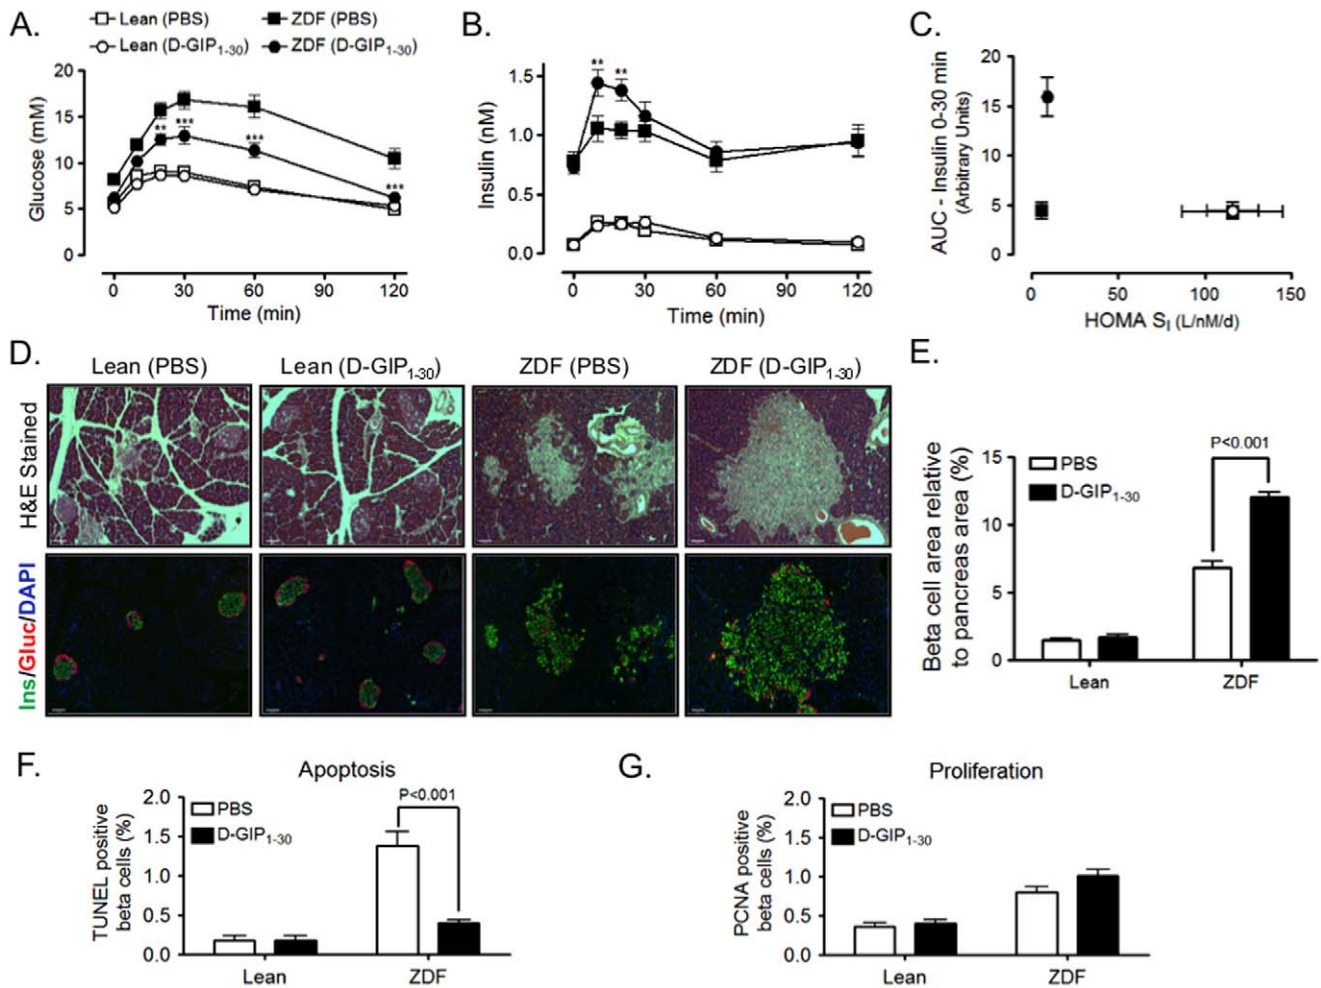 A.
Lean (PBS)
ZDF (PBS)
Lean (D-GIP1-30)
ZDF (D-GIP1-30)
Glucose (mM)
20
15
10
5
0
**
***
***
***
0 30 60 90 120
Time (min)
B.
Insulin (nM)
1.5
1.0
0.5
0.0
**
**
0 30 60 90 120
Time (min)
C.
AUC - Insulin 0-30 min
(Arbitrary Units)
20
15
10
5
0
0 50 100 150
HOMA SI (L/nM/d)
D.
Lean (PBS)
Lean (D-GIP1-30)
ZDF (PBS)
ZDF (D-GIP1-30)
H&E Stained
Ins/Gluc/DAPI
E.
Beta cell area relative
to pancreas area (%)
15
10
5
0
PBS
D-GIP1-30
P<0.001
Lean
ZDF
F.
Apoptosis
TUNEL positive
beta cells (%)
2.0
1.5
1.0
0.5
0.0
PBS
D-GIP1-30
P<0.001
Lean
ZDF
G.
Proliferation
PCNA positive
beta cells (%)
2.0
1.5
1.0
0.5
0.0
PBS
D-GIP1-30
Lean
ZDF